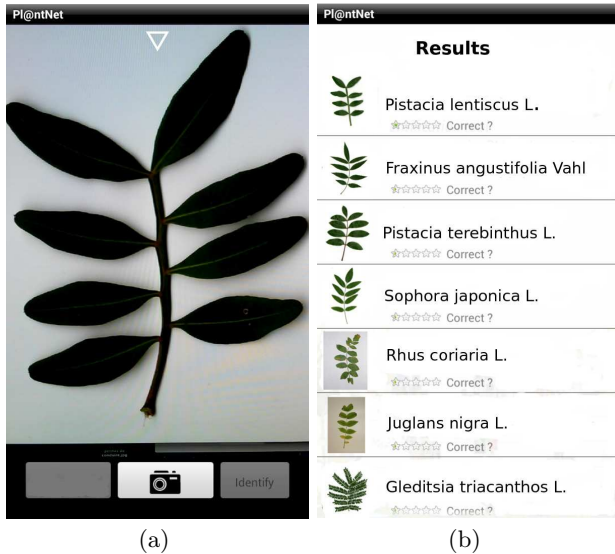 Pl@ntNet
Identify
(a)
Pl@ntNet
Results
Pistacia lentiscus L.
Correct ?
Fraxinus angustifolia Vahl
Correct ?
Pistacia terebinthus L.
Correct ?
Sophora japonica L.
Correct ?
Rhus coriaria L.
Correct ?
Juglans nigra L.
Correct ?
Gleditsia triacanthos L.
Correct ?
(b)